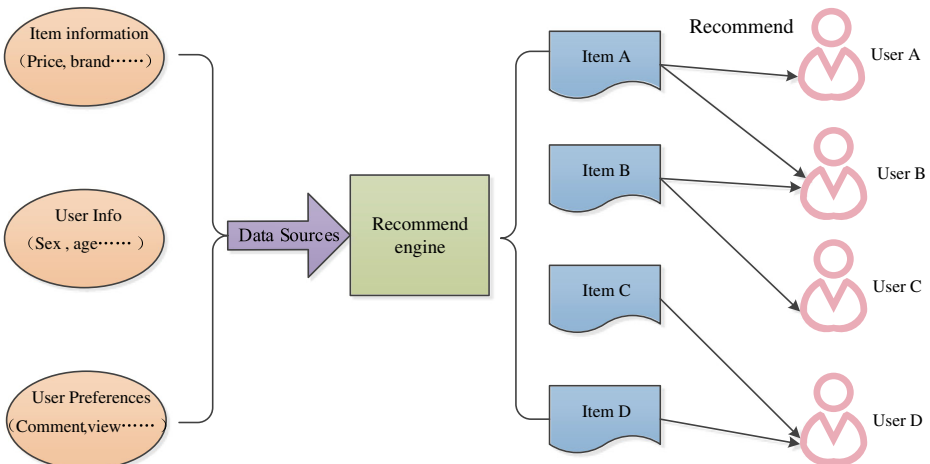 Item information
（Price, brand⋯⋯）
User Info
（Sex , age⋯⋯ ）
User Preferences
（Comment,view⋯⋯ ）
Data Sources
Recommend
engine
Item A
Item B
Item C
Item D
Recommend
User A
User B
User C
User D